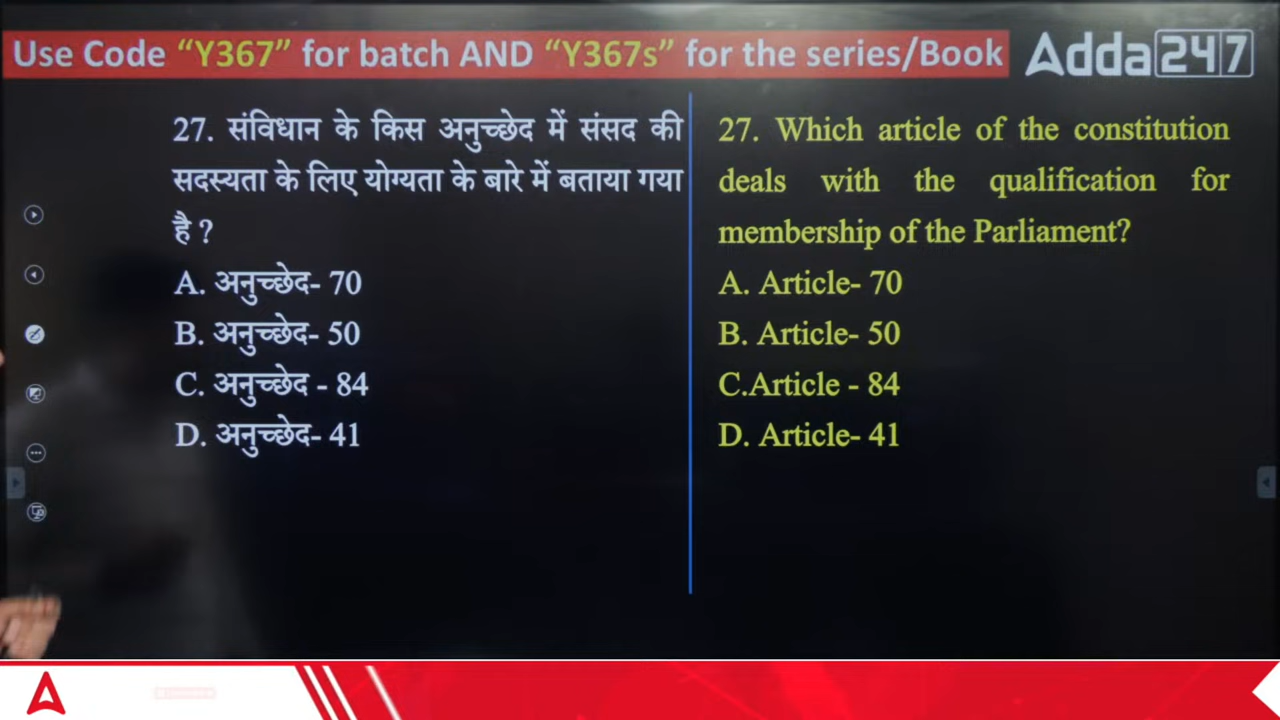 Use Code “Y367” for batch AND “Y367s” for the series/Book
Adda247
27. संविधान के किस अनुच्छेद में संसद की
सदस्यता के लिए योग्यता के बारे में बताया गया
है ?
A. अनुच्छेद- 70
B. अनुच्छेद- 50
C. अनुच्छेद - 84
D. अनुच्छेद- 41
27. Which article of the constitution
deals with the qualification for
membership of the Parliament?
A. Article- 70
B. Article- 50
C.Article - 84
D. Article- 41